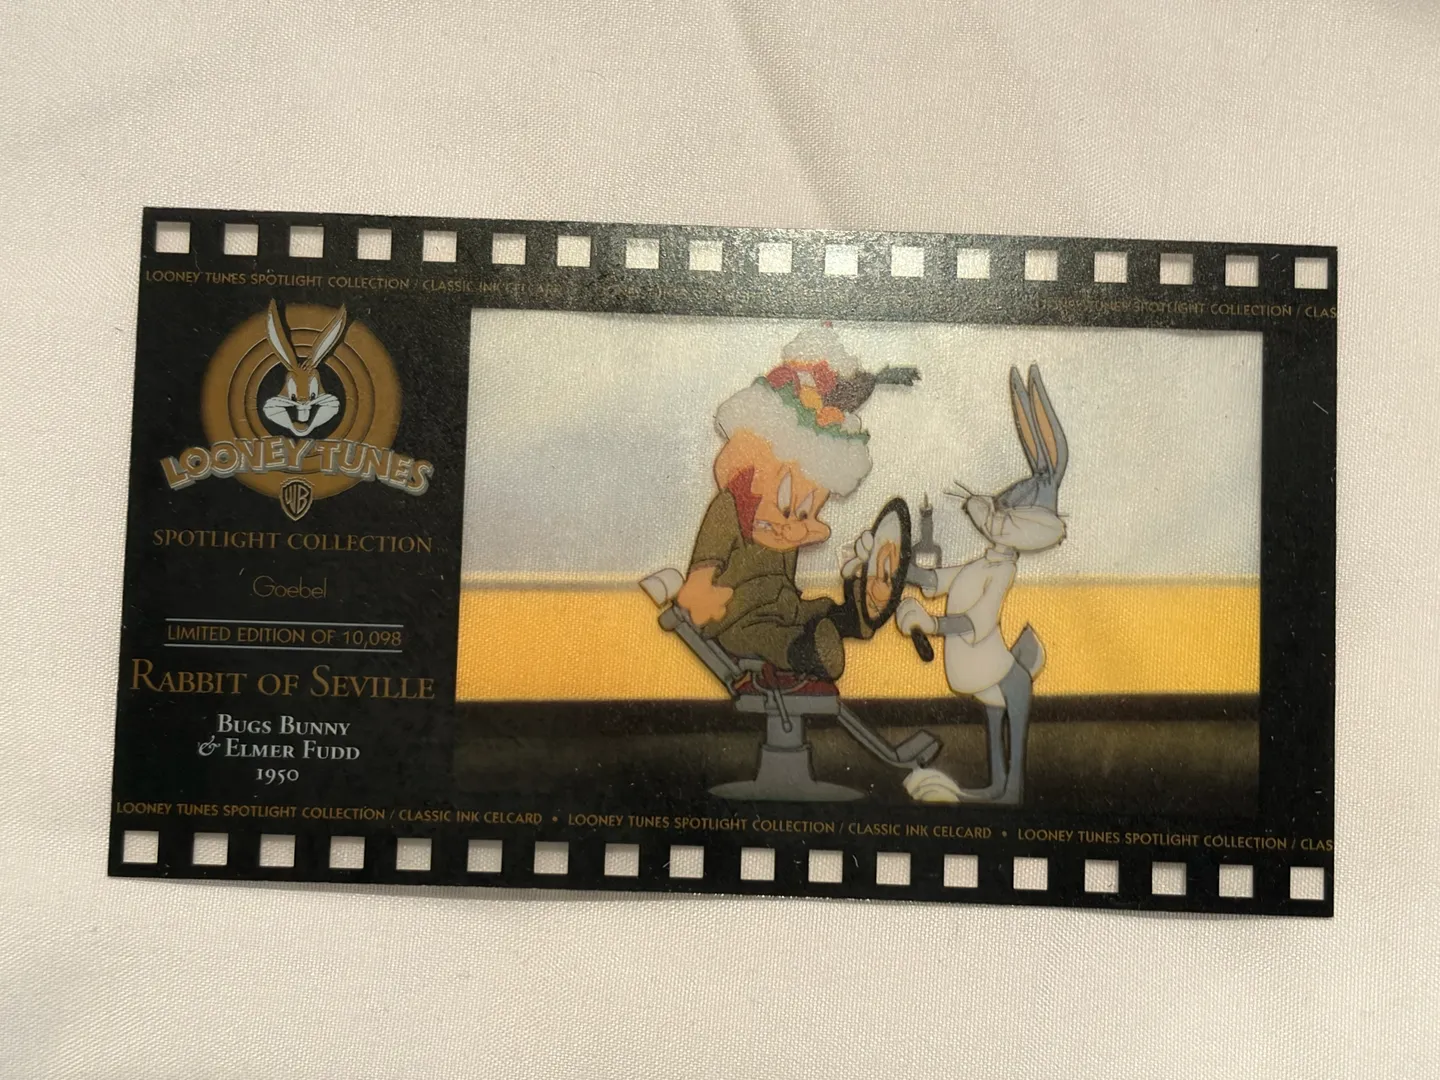 LOONEY TUNES SPOTLIGHT COLLECTION / CLASSIC INK CELCARD
LOONEY TUNES SPOTLIGHT COLLECTION / CLAS
LOONEY TUNES
WB
SPOTLIGHT COLLECTION
Goebel
LIMITED EDITION OF 10,098
RABBIT OF SEVILLE
BUGS BUNNY
& ELMER FUDD
1950
LOONEY TUNES SPOTLIGHT COLLECTION / CLASSIC INK CELCARD • LOONEY TUNES SPOTLIGHT COLLECTION / CLASSIC INK CELCARD • LOONEY TUNES SPOTLIGHT COLLECTION / CLAS